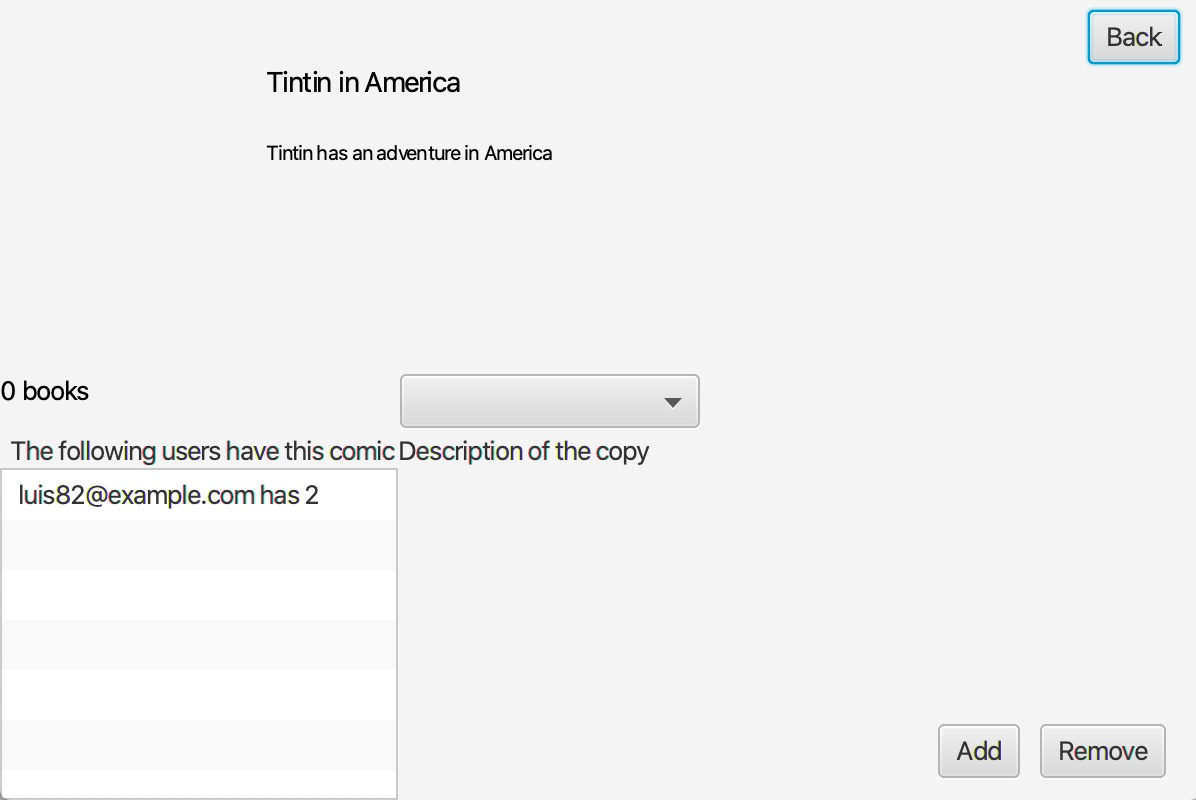 Back
Tintin in America
Tintin has an adventure in America
0 books
The following users have this comic
Description of the copy
luis82@example.com has 2
Add
Remove